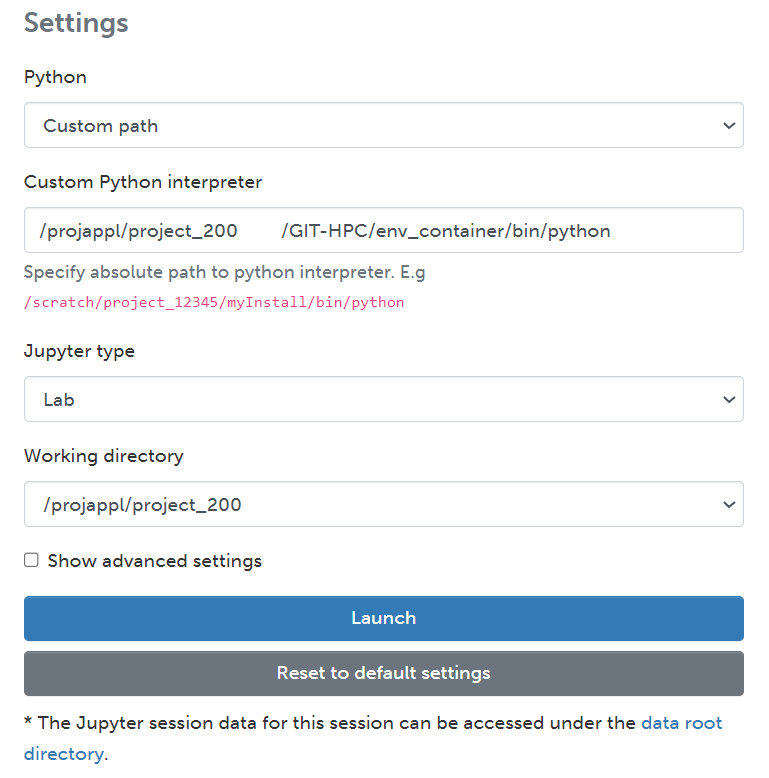 Settings
Python
Custom path
Custom Python interpreter
/projappl/project_200 /GIT-HPC/env_container/bin/python
Specify absolute path to python interpreter. E.g
/scratch/project_12345/myInstall/bin/python
Jupyter type
Lab
Working directory
/projappl/project_200
Show advanced settings
Launch
Reset to default settings
* The Jupyter session data for this session can be accessed under the data root
directory.